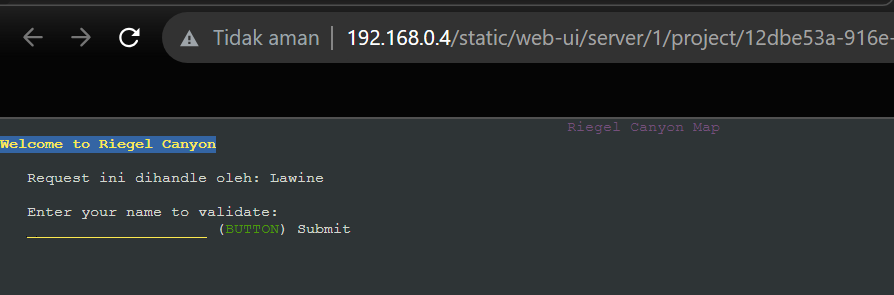 Tidak aman | 192.168.0.4/static/web-ui/server/1/project/12dbe53a-916e-
Riegel Canyon Map
Welcome to Riegel Canyon
Request ini dihandle oleh: Lawine
Enter your name to validate:
____________________ (BUTTON) Submit